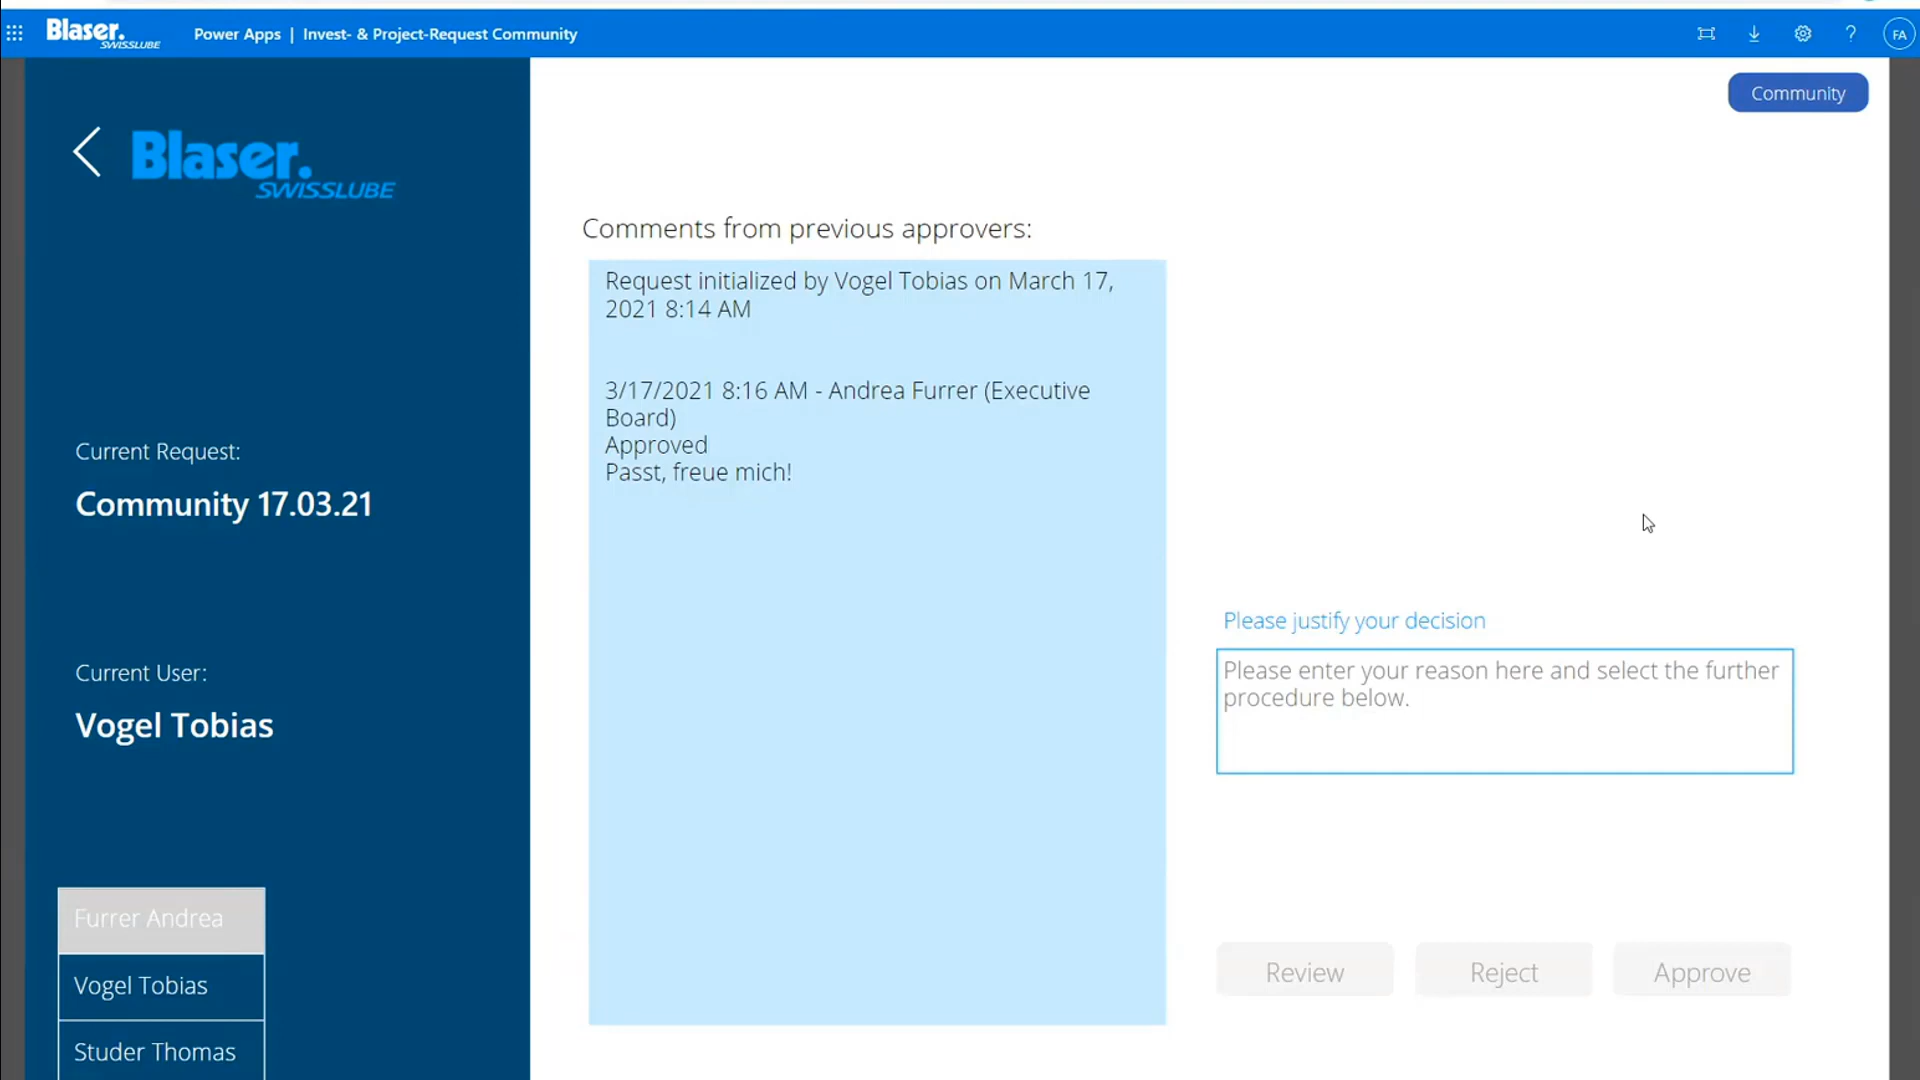 Blaser.
SWISSLUBE
Power Apps | Invest- & Project-Request Community
?
FA
Community
Blaser.
SWISSLUBE
Comments from previous approvers:
Request initialized by Vogel Tobias on March 17,
2021 8:14 AM
3/17/2021 8:16 AM - Andrea Furrer (Executive
Board)
Approved
Passt, freue mich!
Current Request:
Community 17.03.21
Please justify your decision
Please enter your reason here and select the further
procedure below.
Current User:
Vogel Tobias
Furrer Andrea
Vogel Tobias
Studer Thomas
Review
Reject
Approve